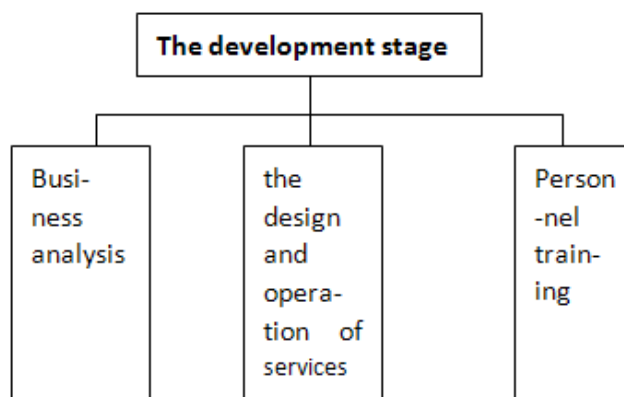 The development stage
Busi-
ness
analysis
the
design
and
opera-
tion of
services
Person
-nel
train-
ing